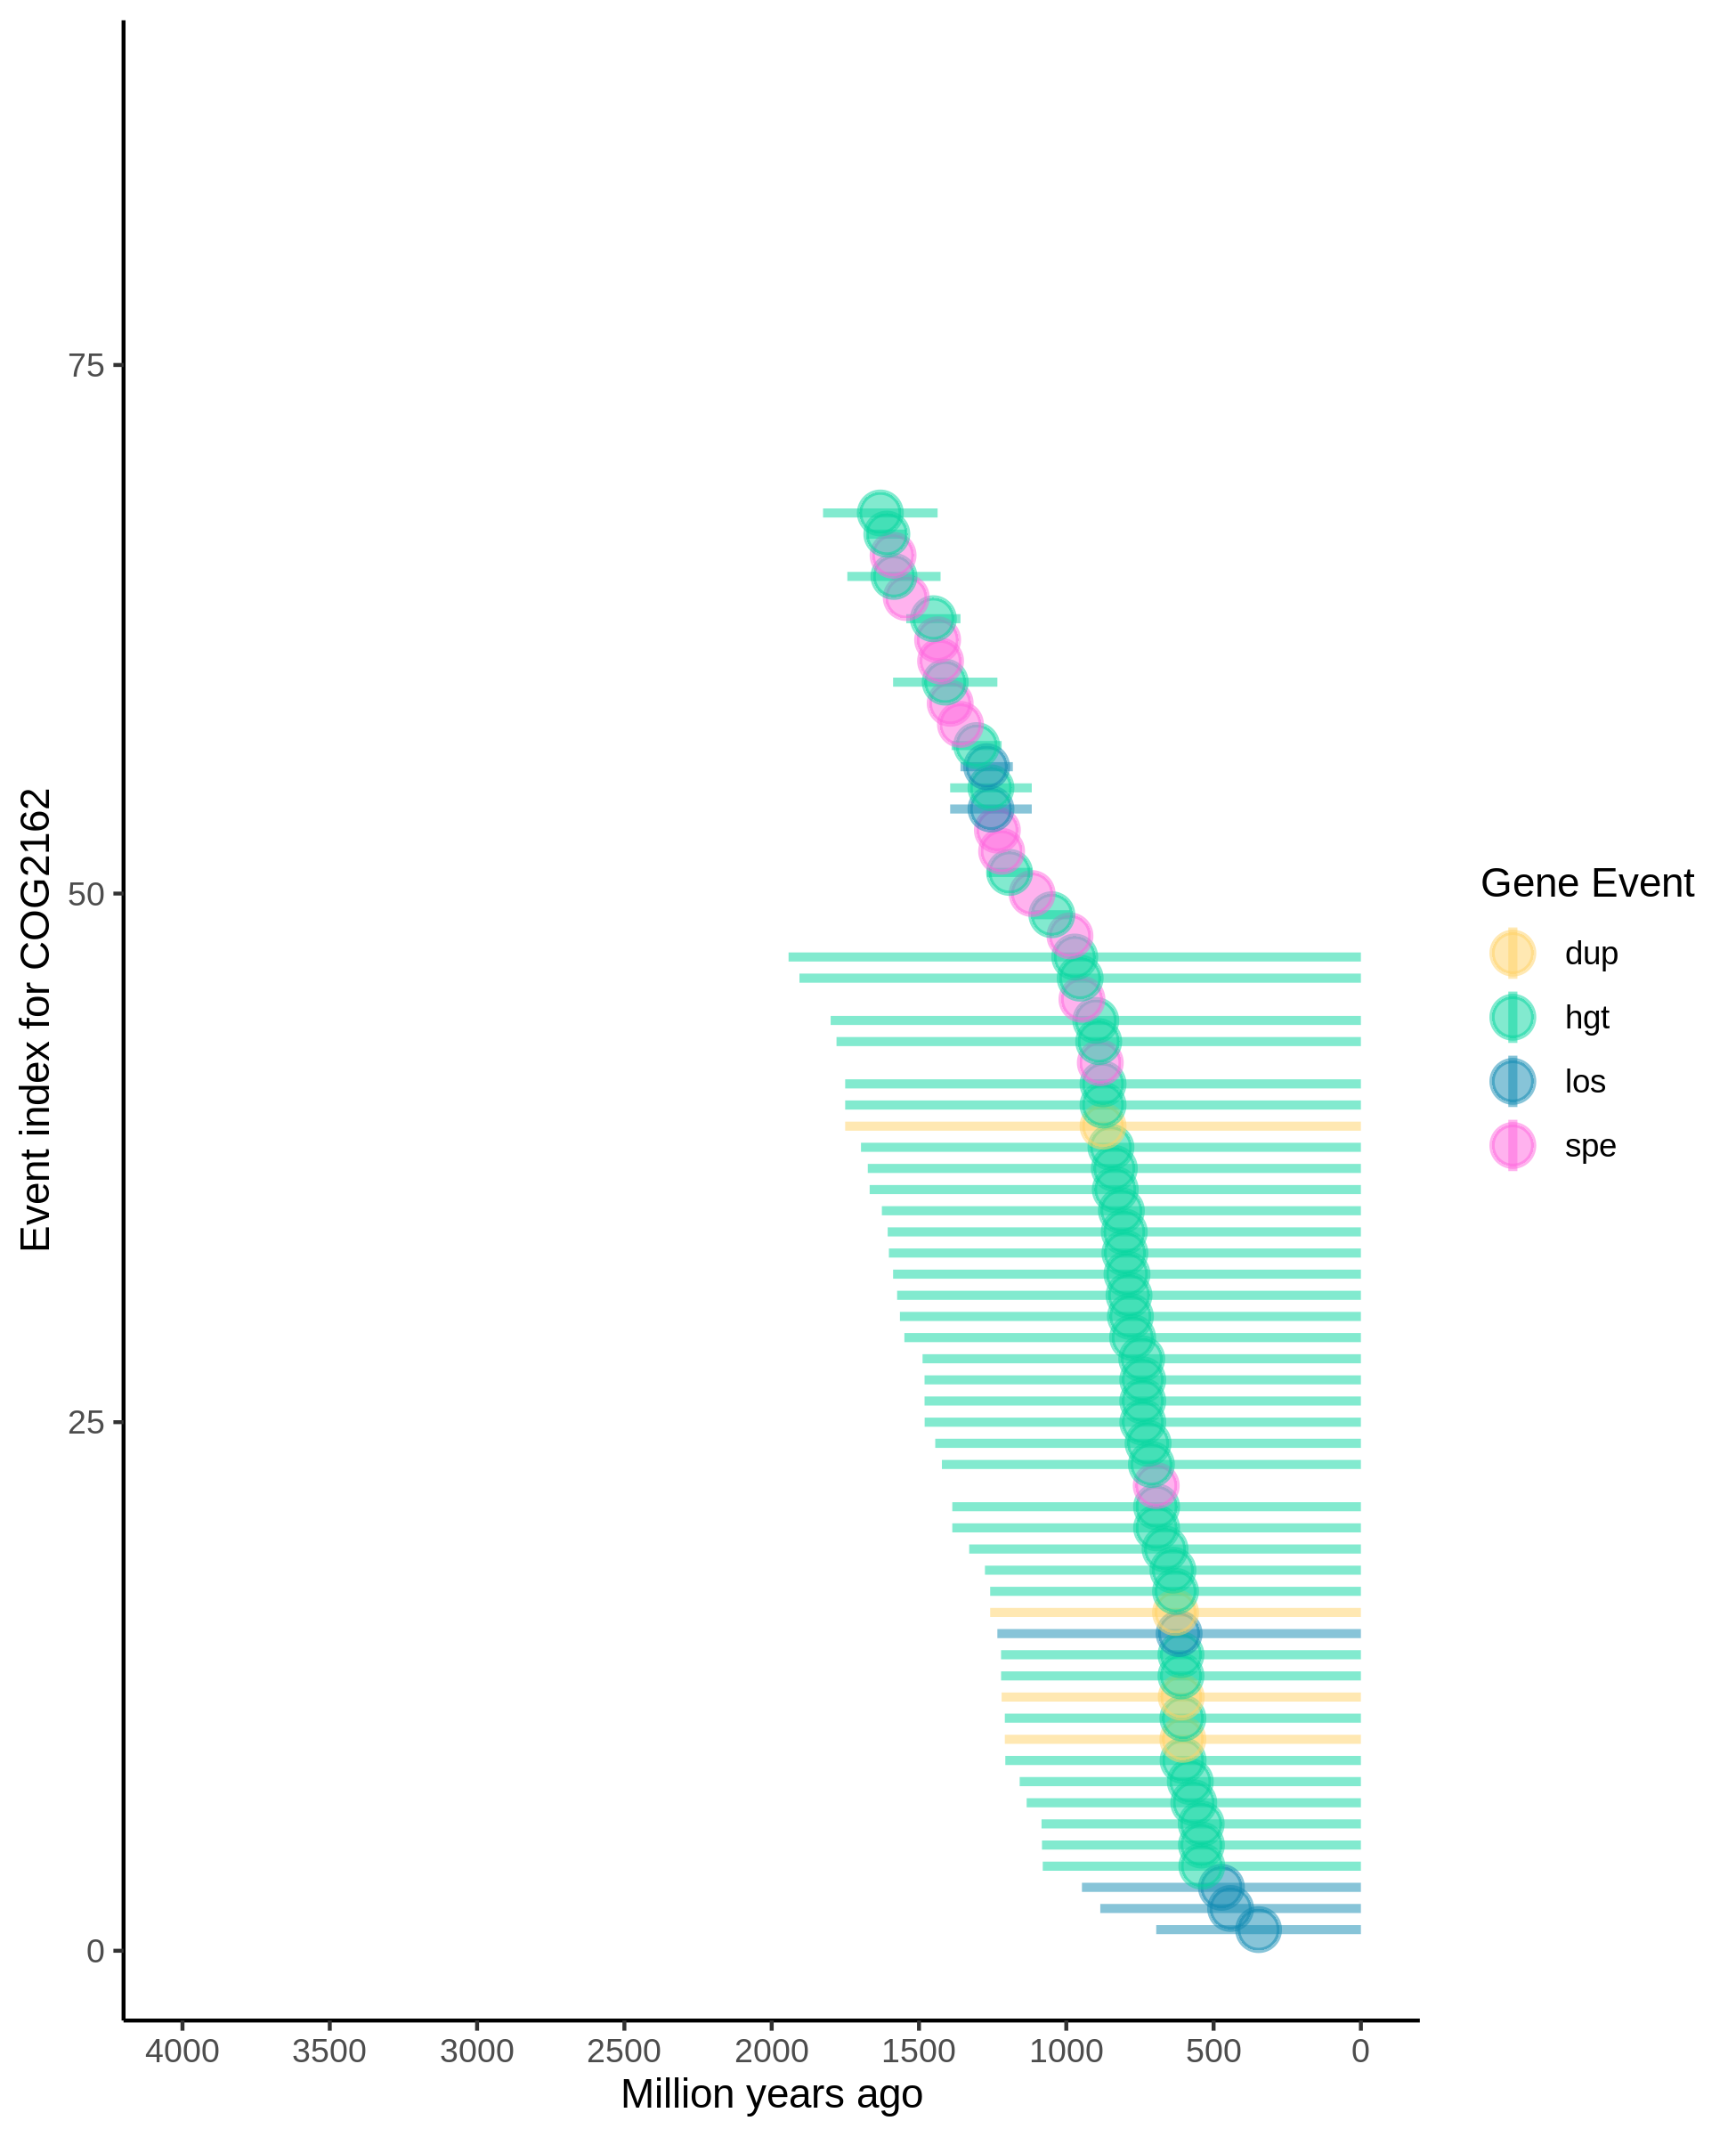 75
50
25
0
Event index for COG2162
4000 3500 3000 2500 2000 1500 1000 500 0
Million years ago
Gene Event
dup
hgt
los
spe